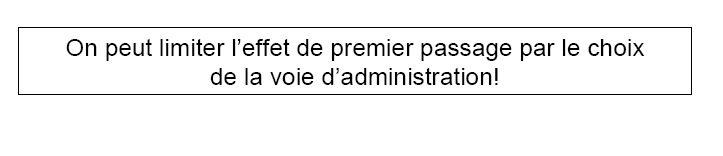 On peut limiter l’effet de premier passage par le choix
de la voie d’administration!